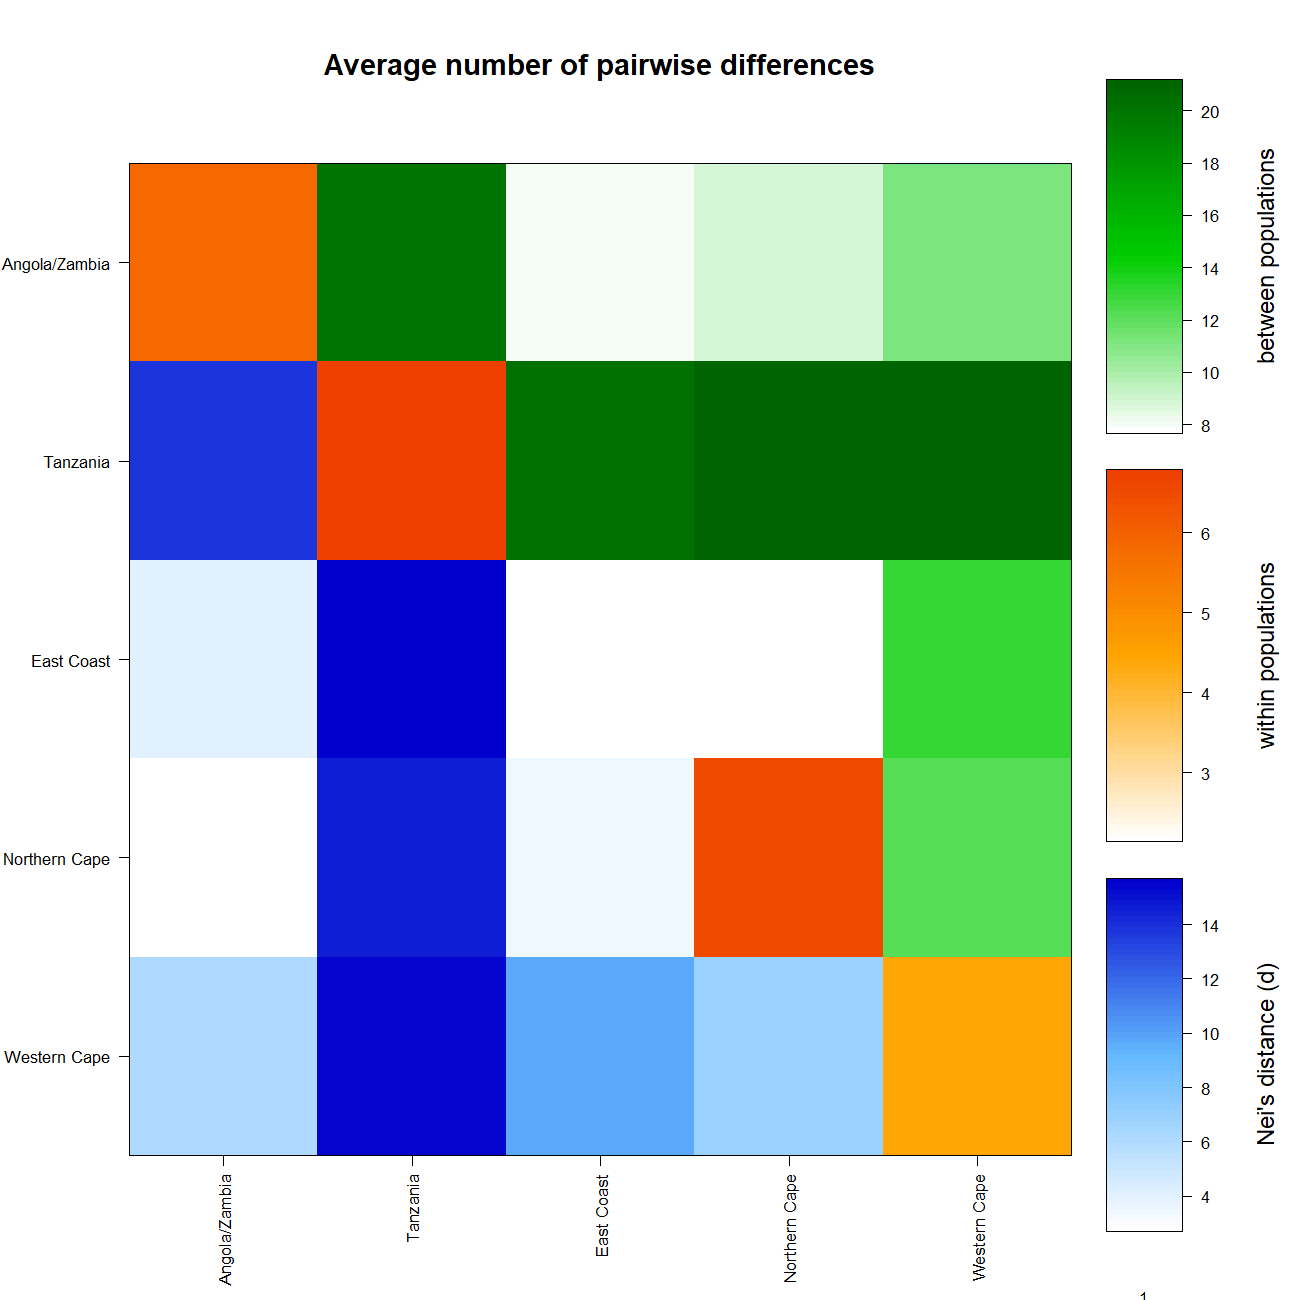 Average number of pairwise differences
Angola/Zambia
Tanzania
East Coast
Northern Cape
Western Cape
Angola/Zambia
Tanzania
East Coast
Northern Cape
Western Cape
20
18
16
14
12
10
8
between populations
6
5
4
3
within populations
14
12
10
8
6
4
Nei's distance (d)
1